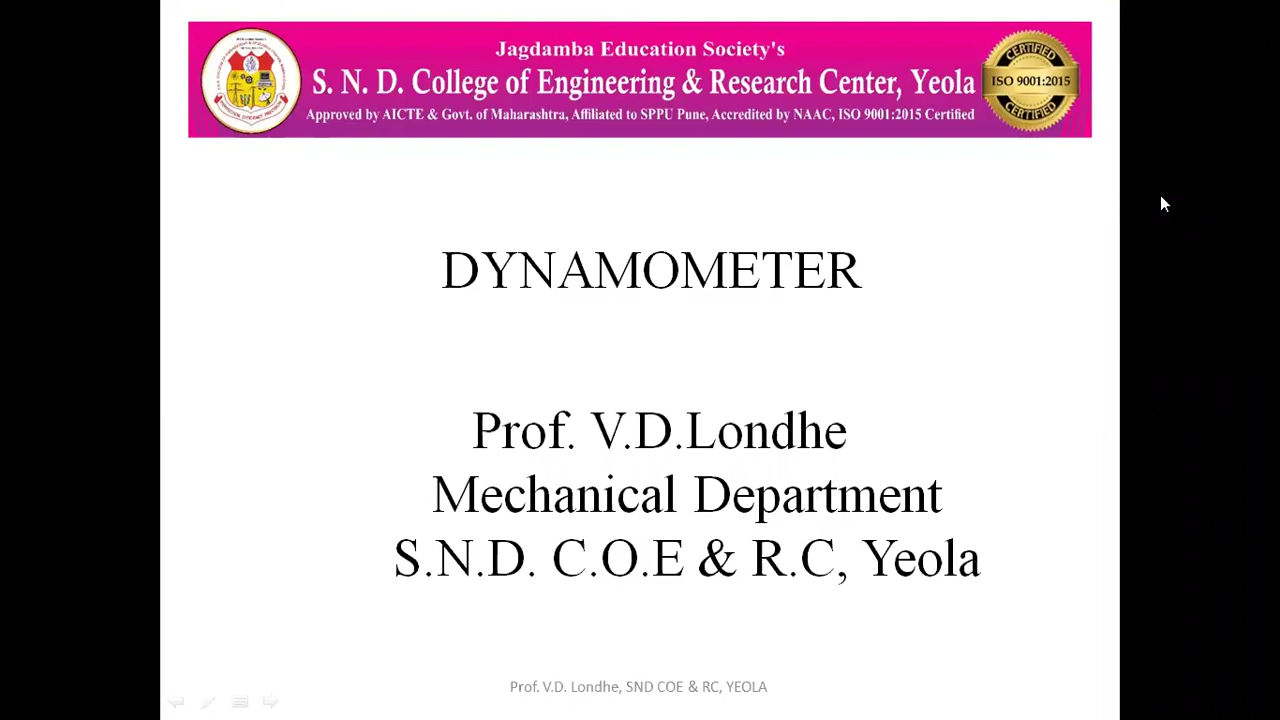 Jagdamba Education Society's
S. N. D. College of Engineering & Research Center, Yeola
Approved by AICTE & Govt. of Maharashtra, Affiliated to SPPU Pune, Accredited by NAAC, ISO 9001:2015 Certified
CERTIFIED
ISO 9001:2015
CERTIFIED
DYNAMOMETER
Prof. V.D.Londhe
Mechanical Department
S.N.D. C.O.E & R.C, Yeola
Prof. V.D. Londhe, SND COE & RC, YEOLA